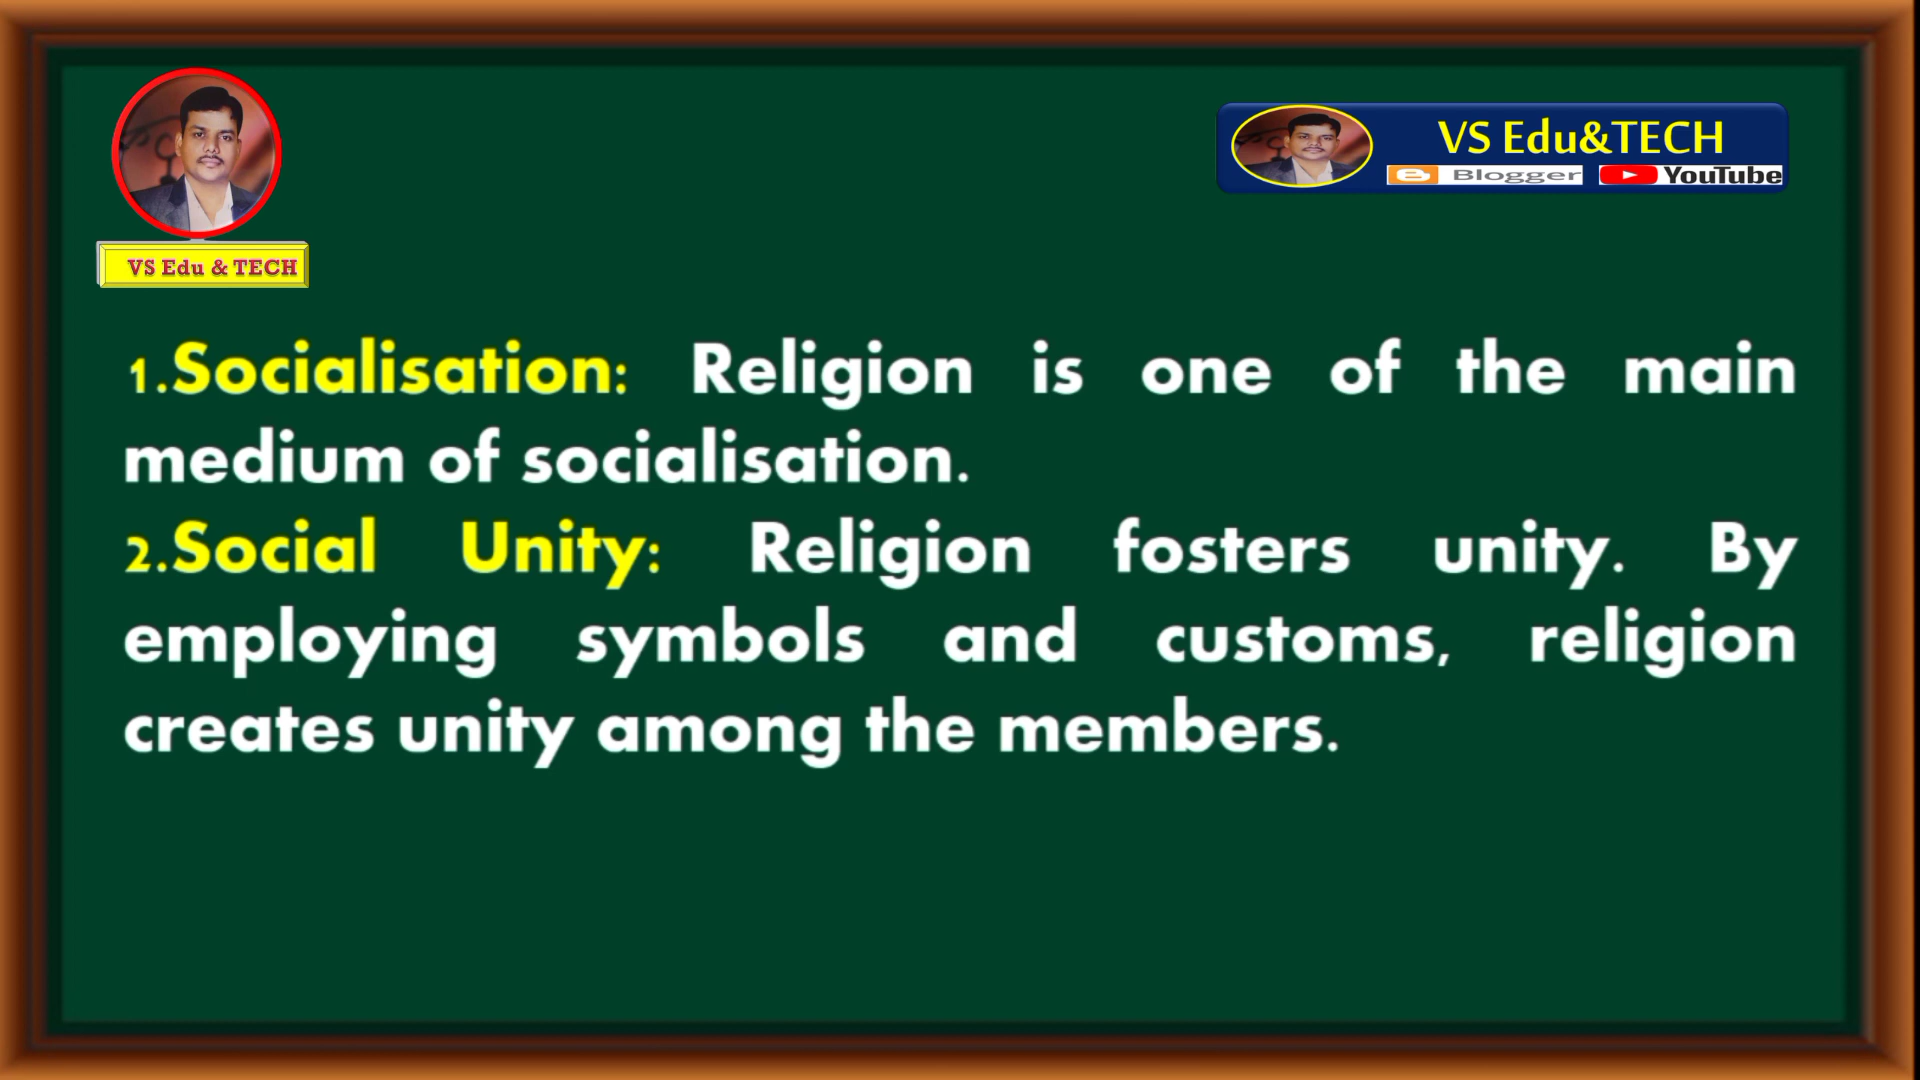 VS Edu&TECH
Blogger YouTube
VS Edu & TECH
1.Socialisation: Religion is one of the main
medium of socialisation.
2.Social Unity: Religion fosters unity. By
employing symbols and customs, religion
creates unity among the members.